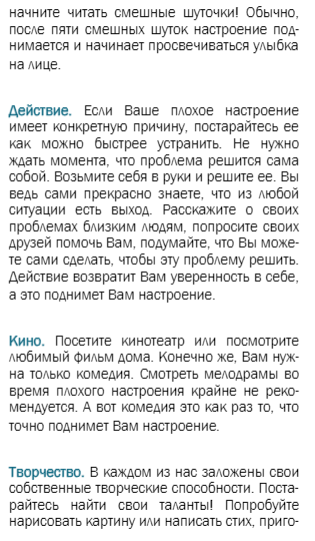 начните читать смешные шуточки! Обычно,
после пяти смешных шуток настроение под-
нимается и начинает просвечиваться улыбка
на лице.
Действие. Если Ваше плохое настроение
имеет конкретную причину, постарайтесь ее
как можно быстрее устранить. Не нужно
ждать момента, что проблема решится сама
собой. Возьмите себя в руки и решите ее. Вы
ведь сами прекрасно знаете, что из любой
ситуации есть выход. Расскажите о своих
проблемах близким людям, попросите своих
друзей помочь Вам, подумайте, что Вы може-
те сами сделать, чтобы эту проблему решить.
Действие возвратит Вам уверенность в себе,
а это поднимет Вам настроение.
Кино. Посетите кинотеатр или посмотрите
любимый фильм дома. Конечно же, Вам нуж-
на только комедия. Смотреть мелодрамы во
время плохого настроения крайне не реко-
мендуется. А вот комедия это как раз то, что
точно поднимет Вам настроение.
Творчество. В каждом из нас заложены свои
собственные творческие способности. Поста-
райтесь найти свои таланты! Попробуйте
нарисовать картину или написать стих, приго-